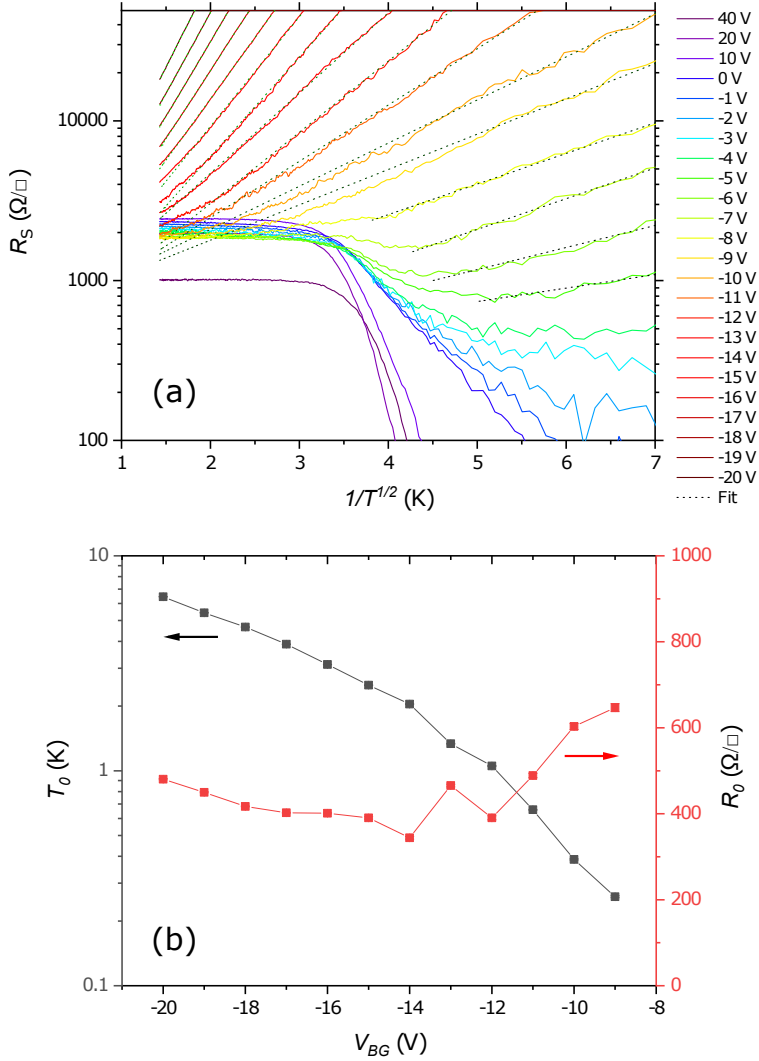 10000
1000
100
R_S (Ω/□)
(a)
1 2 3 4 5 6 7
1/T^{1/2} (K)
40 V
20 V
10 V
0 V
-1 V
-2 V
-3 V
-4 V
-5 V
-6 V
-7 V
-8 V
-9 V
-10 V
-11 V
-12 V
-13 V
-14 V
-15 V
-16 V
-17 V
-18 V
-19 V
-20 V
Fit
10
1
0.1
T_0 (K)
(b)
1000
800
600
400
200
0
R_0 (Ω/□)
-20 -18 -16 -14 -12 -10 -8
V_{BG} (V)